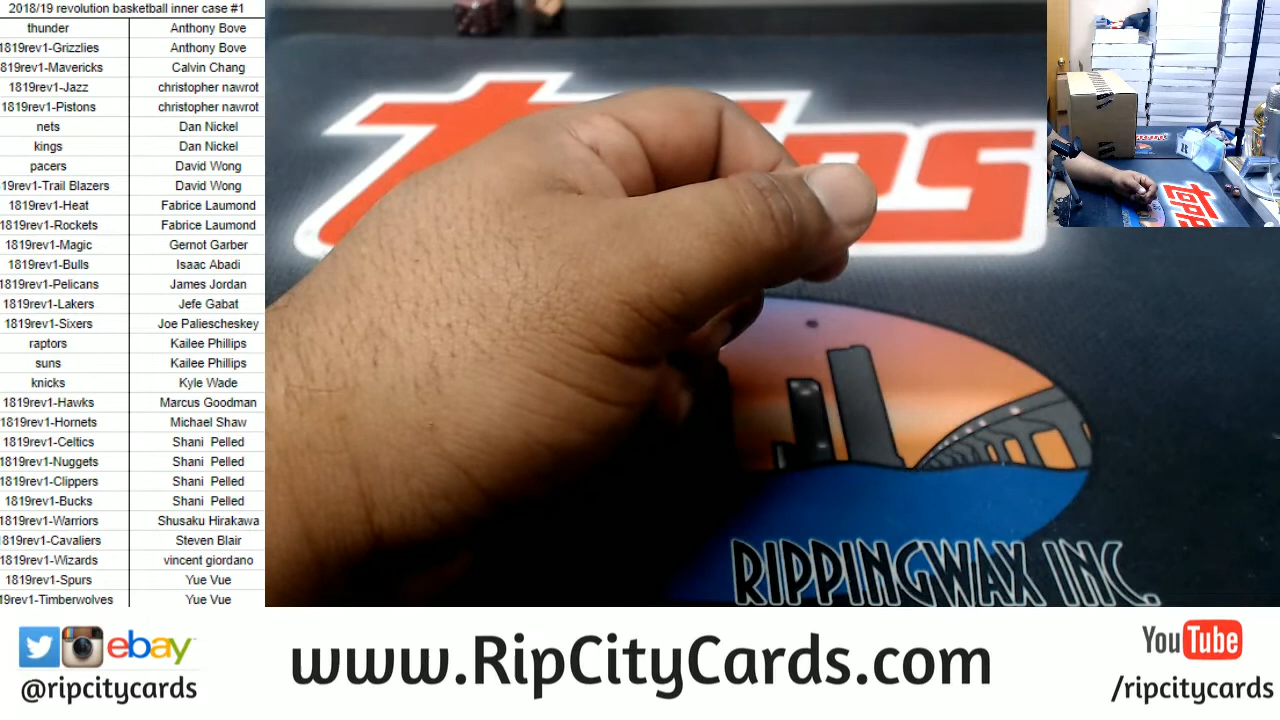 2018/19 revolution basketball inner case #1
thunder Anthony Bove
1819rev1-Grizzlies Anthony Bove
819rev1-Mavericks Calvin Chang
1819rev1-Jazz christopher nawrot
1819rev1-Pistons christopher nawrot
nets Dan Nickel
kings Dan Nickel
pacers David Wong
19rev1-Trail Blazers David Wong
1819rev1-Heat Fabrice Laumond
1819rev1-Rockets Fabrice Laumond
1819rev1-Magic Gernot Garber
1819rev1-Bulls Isaac Abadi
1819rev1-Pelicans James Jordan
1819rev1-Lakers Jefe Gabat
1819rev1-Sixers Joe Paliescheskey
raptors Kailee Phillips
suns Kailee Phillips
knicks Kyle Wade
1819rev1-Hawks Marcus Goodman
1819rev1-Hornets Michael Shaw
1819rev1-Celtics Shani Pelled
1819rev1-Nuggets Shani Pelled
1819rev1-Clippers Shani Pelled
1819rev1-Bucks Shani Pelled
1819rev1-Warriors Shusaku Hirakawa
1819rev1-Cavaliers Steven Blair
1819rev1-Wizards vincent giordano
1819rev1-Spurs Yue Vue
19rev1-Timberwolves Yue Vue
topps
RIPPINGWAX INC.
topps
ebay
@ripcitycards
www.RipCityCards.com
YouTube
/ripcitycards